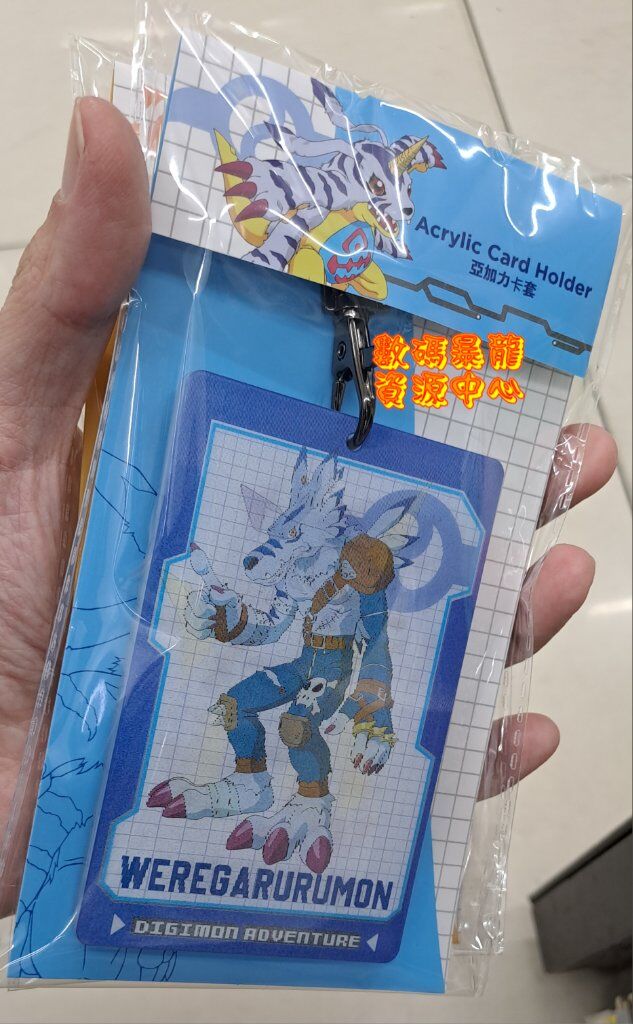 Acrylic Card Holder
亞加力卡套
數碼暴龍
資源中心
WEREGARURUMON
DIGIMON ADVENTURE